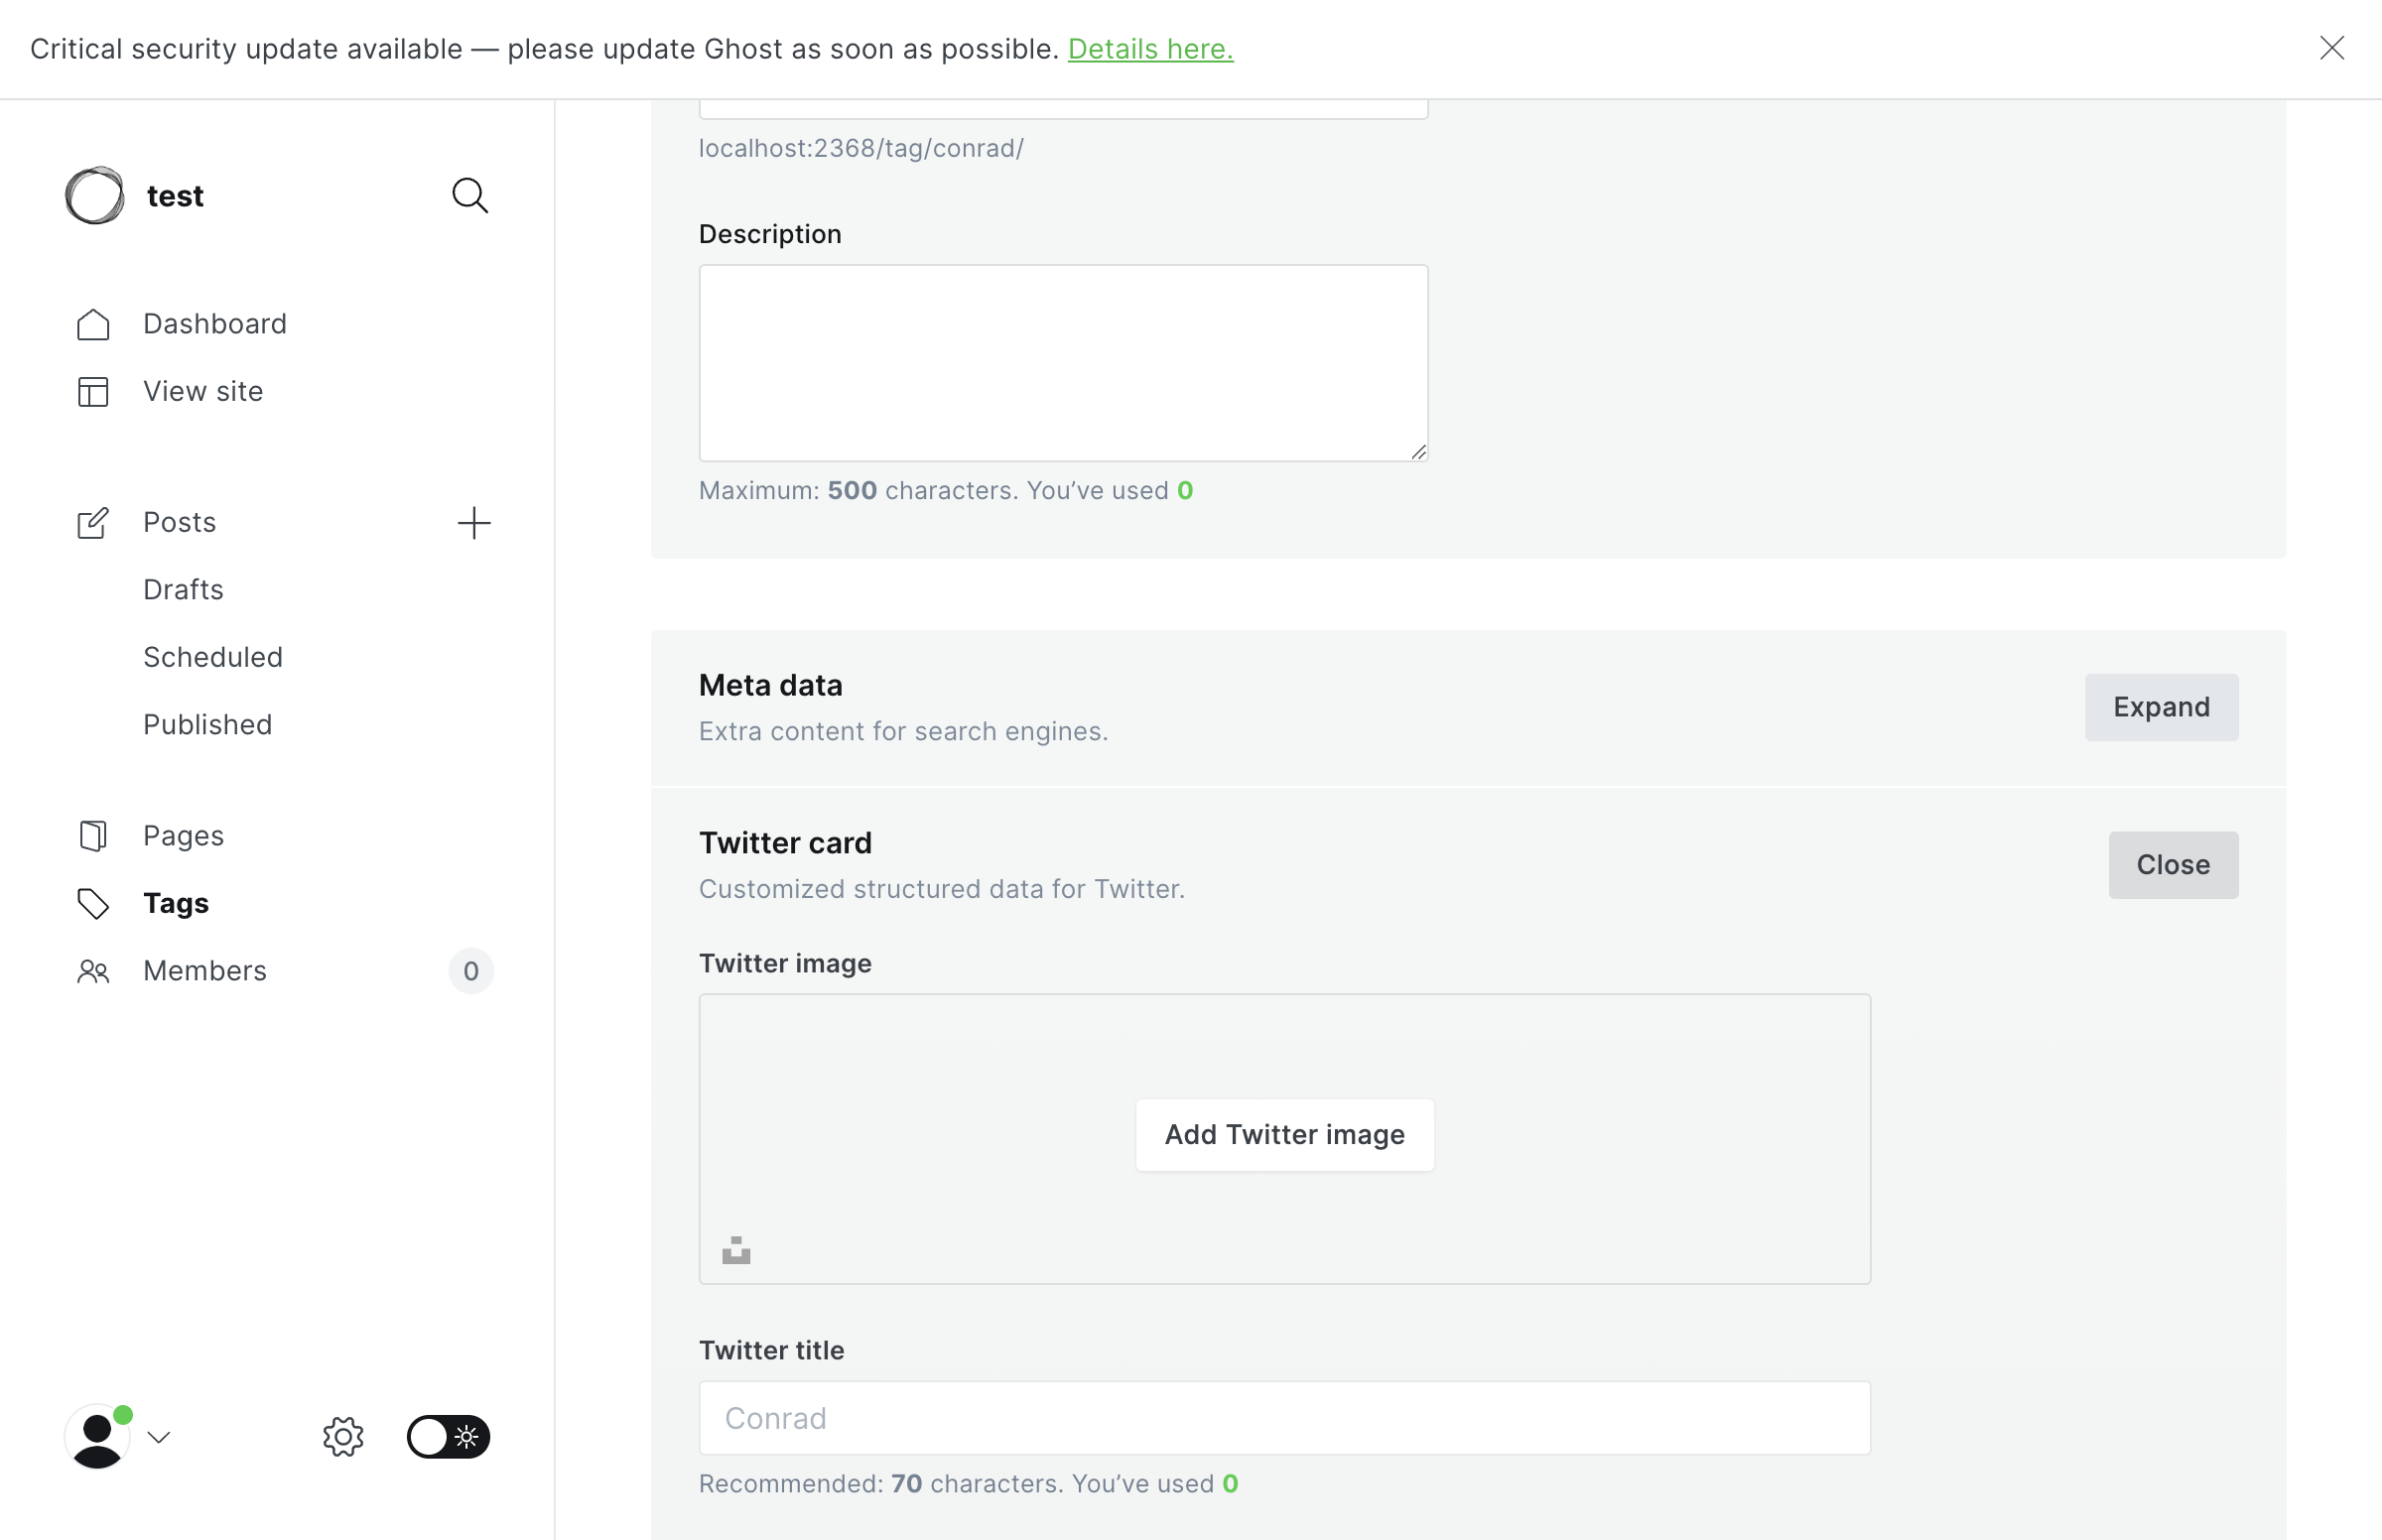 Critical security update available — please update Ghost as soon as possible. Details here.
test
Dashboard
View site
Posts
Drafts
Scheduled
Published
Pages
Tags
Members
0
localhost:2368/tag/conrad/
Description
Maximum: 500 characters. You’ve used 0
Meta data
Extra content for search engines.
Expand
Twitter card
Customized structured data for Twitter.
Close
Twitter image
Add Twitter image
Twitter title
Conrad
Recommended: 70 characters. You’ve used 0